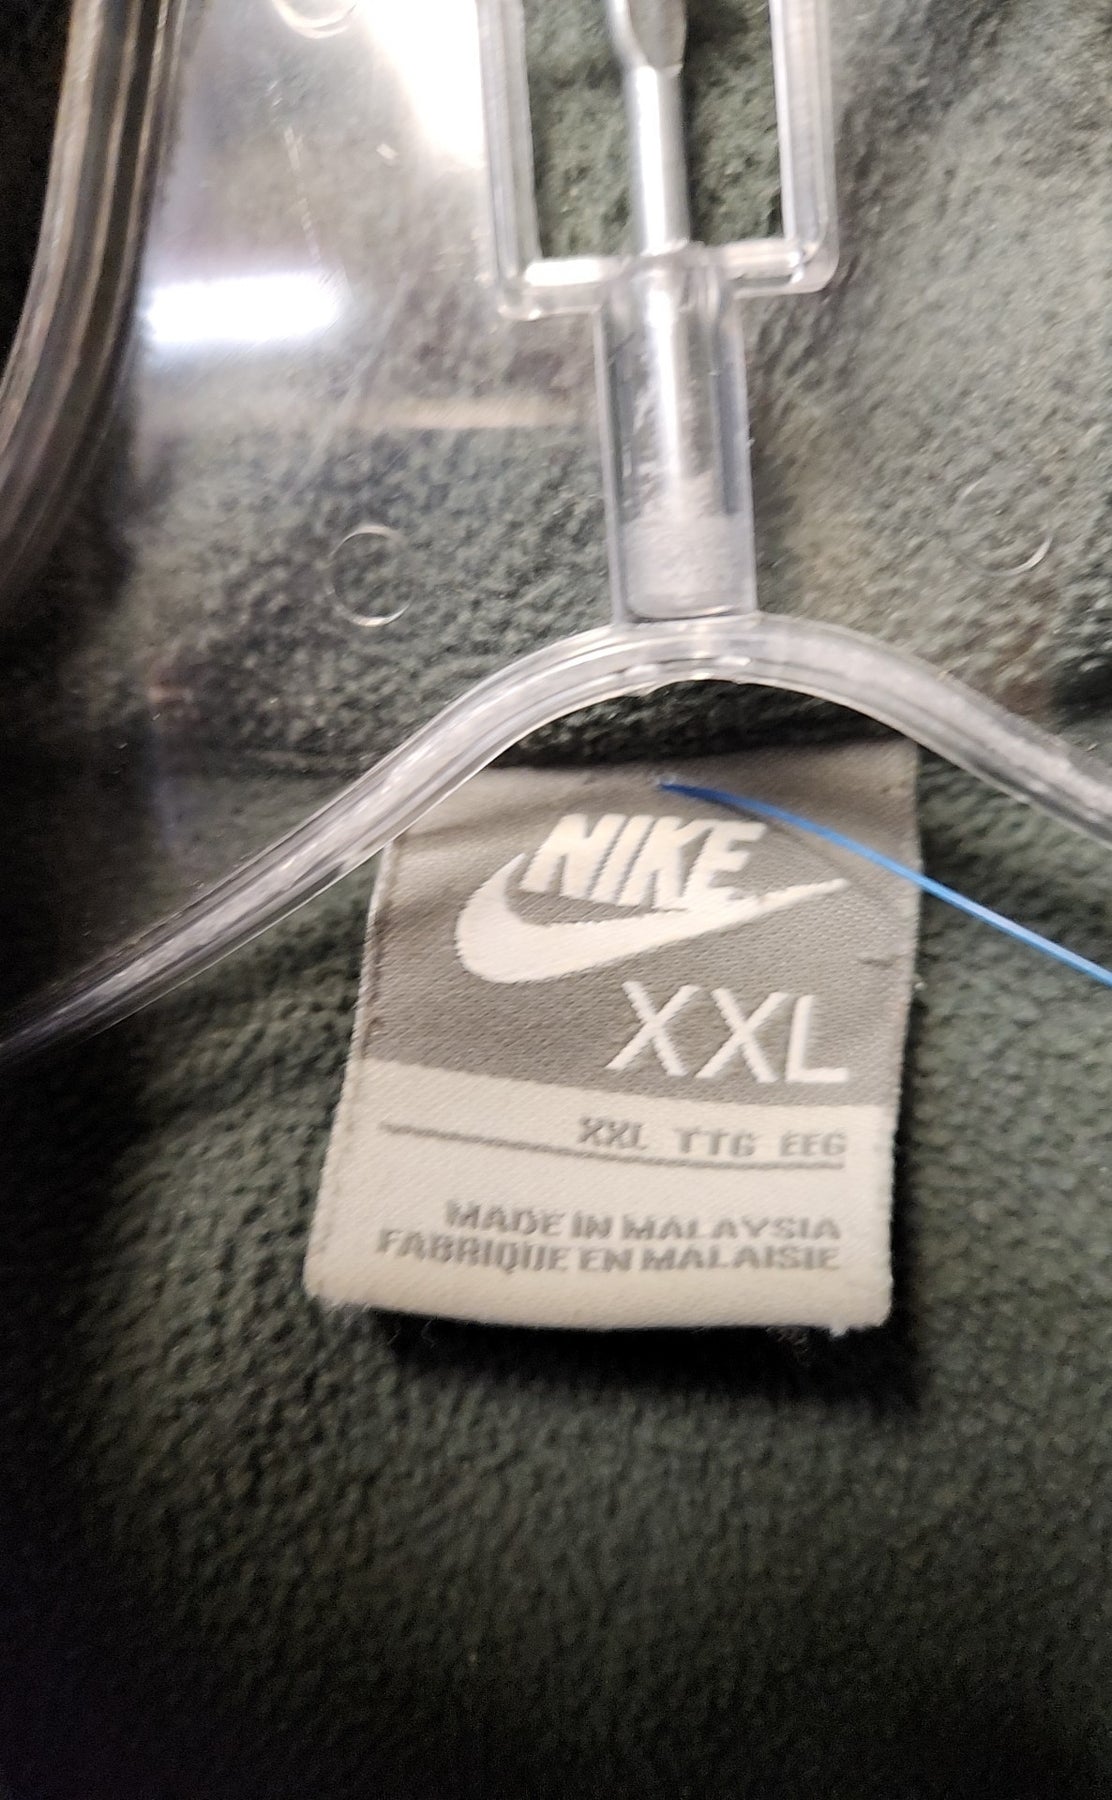 NIKE
XXL
XXL TTG EEG
MADE IN MALAYSIA
FABRIQUE EN MALAISIE